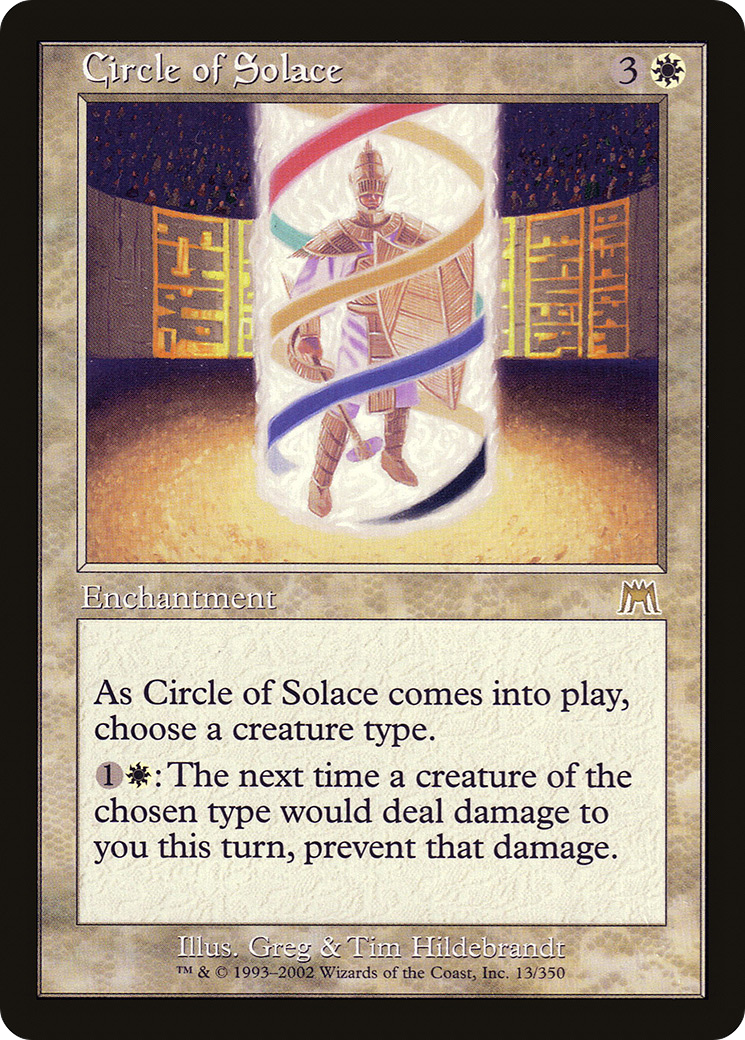 Circle of Solace 3
Enchantment
As Circle of Solace comes into play,
choose a creature type.
1 : The next time a creature of the
chosen type would deal damage to
you this turn, prevent that damage.
Illus. Greg & Tim Hildebrandt
™ & © 1993–2002 Wizards of the Coast, Inc. 13/350